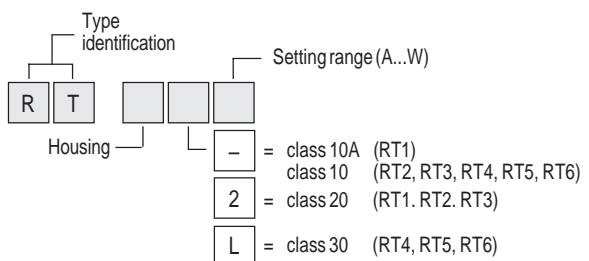 Type
identification
Setting range (A...W)
R T
Housing
– = class 10A (RT1)
class 10 (RT2, RT3, RT4, RT5, RT6)
2 = class 20 (RT1. RT2. RT3)
L = class 30 (RT4, RT5, RT6)